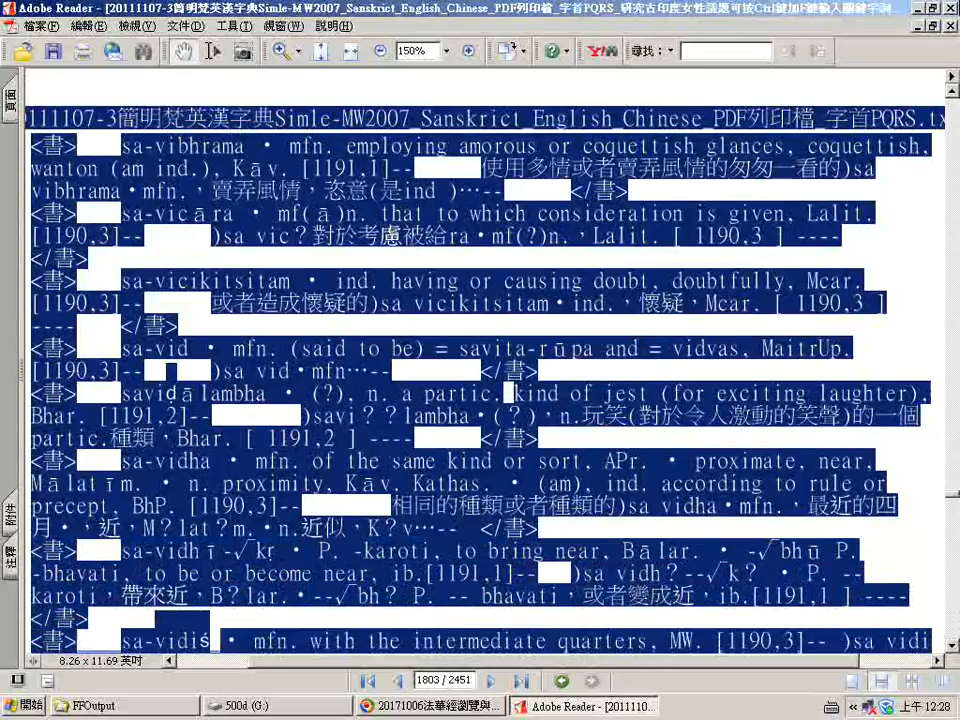 Adobe Reader - [20111107-3簡明梵英漢字典Simle-MW2007_Sanskrict_English_Chinese_PDF列印檔_字首PQRS_研究古印度女性話題可按Ctrl鍵加F鍵輸入關鍵字詞
檔案(F) 編輯(E) 檢視(V) 文件(D) 工具(T) 視窗(W) 說明(H)
150% Y! 尋找：
頁面
111107-3簡明梵英漢字典Simle-MW2007_Sanskrict_English_Chinese_PDF列印檔_字首PQRS.tx
<書> sa-vibhrama • mfn. employing amorous or coquettish glances, coquettish,
wanton (am ind.), Kāv. [1191,1]-- 使用多情或者賣弄風情的匆匆一看的)sa
vibhrama•mfn.，賣弄風情，恣意(是ind )…-- </書>
<書> sa-vicāra • mf(ā)n. that to which consideration is given, Lalit.
[1190,3]-- )sa vic？對於考慮被給ra•mf(?)n.，Lalit. [ 1190,3 ] ----
</書>
<書> sa-vicikitsitam • ind. having or causing doubt, doubtfully, Mcar.
[1190,3]-- 或者造成懷疑的)sa vicikitsitam•ind.，懷疑，Mcar. [ 1190,3 ]
---- </書>
<書> sa-vid • mfn. (said to be) = savita-rūpa and = vidvas, MaitrUp.
[1190,3]-- )sa vid•mfn…-- </書>
<書> saviḍālambha • (?), n. a partic. kind of jest (for exciting laughter),
Bhar. [1191,2]-- )savi？？lambha•(？)，n.玩笑(對於令人激動的笑聲)的一個
partic.種類，Bhar. [ 1191,2 ] ---- </書>
<書> sa-vidha • mfn. of the same kind or sort, APr. • proximate, near,
Mālatīm. • n. proximity, Kāv. Kathas. • (am), ind. according to rule or
precept, BhP. [1190,3]-- 相同的種類或者種類的)sa vidha•mfn.，最近的四
月•，近，M？lat？m.•n.近似，K？v…-- </書>
<書> sa-vidhī-√kṛ • P. -karoti, to bring near, Bālar. • -√bhū P.
-bhavati, to be or become near, ib.[1191,1]-- )sa vidh？--√k？ • P. --
karoti，帶來近，B？lar.•--√bh？ P. -- bhavati，或者變成近，ib.[1191,1 ] ----
</書>
<書> sa-vidiś • mfn. with the intermediate quarters, MW. [1190,3]-- )sa vidi
附件
注釋
8.26 x 11.69 英吋
1803 / 2451
開始 FFOutput 500d (G:) 20171006法華經瀏覽與... Adobe Reader - [2011110... 上午 12:28